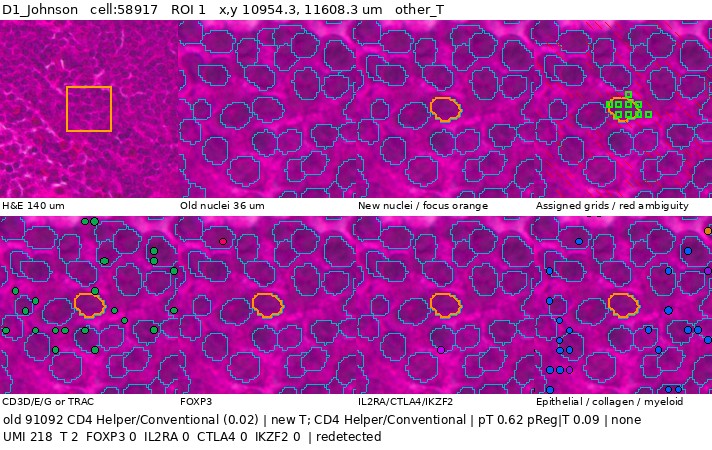 D1_Johnson cell:58917 ROI 1 x,y 10954.3, 11608.3 um other_T
H&E 140 um
Old nuclei 36 um
New nuclei / focus orange
Assigned grids / red ambiguity
CD3D/E/G or TRAC
FOXP3
IL2RA/CTLA4/IKZF2
Epithelial / collagen / myeloid
old 91092 CD4 Helper/Conventional (0.02) | new T; CD4 Helper/Conventional | pT 0.62 pReg|T 0.09 | none
UMI 218 T 2 FOXP3 0 IL2RA 0 CTLA4 0 IKZF2 0 | redetected